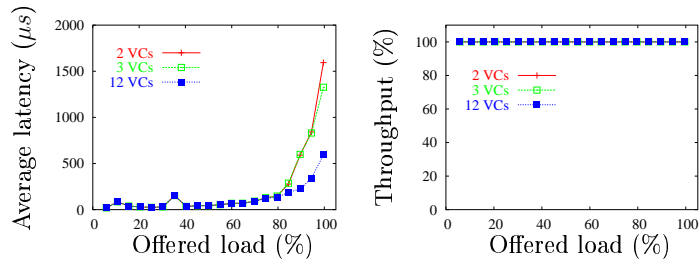 Average latency (μs)
2000
1500
1000
500
0
2 VCs
3 VCs
12 VCs
0 20 40 60 80 100
Offered load (%)
Throughput (%)
100
80
60
40
20
0
2 VCs
3 VCs
12 VCs
0 20 40 60 80 100
Offered load (%)